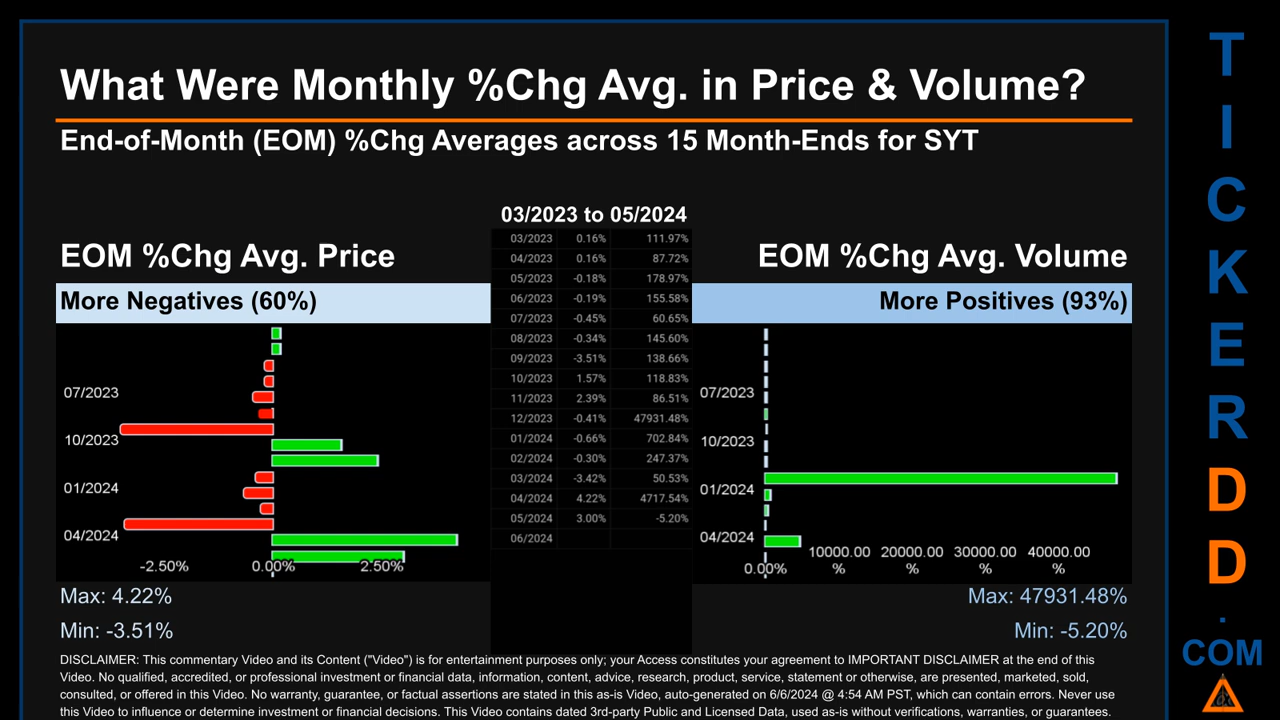 What Were Monthly %Chg Avg. in Price & Volume?
End-of-Month (EOM) %Chg Averages across 15 Month-Ends for SYT
03/2023 to 05/2024
EOM %Chg Avg. Price
EOM %Chg Avg. Volume
More Negatives (60%)
More Positives (93%)
03/2023 0.16% 111.97%
04/2023 0.16% 87.72%
05/2023 -0.18% 178.97%
06/2023 -0.19% 155.58%
07/2023 -0.45% 60.65%
08/2023 -0.34% 145.60%
09/2023 -3.51% 138.66%
10/2023 1.57% 118.83%
11/2023 2.39% 86.51%
12/2023 -0.41% 47931.48%
01/2024 -0.66% 702.84%
02/2024 -0.30% 247.37%
03/2024 -3.42% 50.53%
04/2024 4.22% 4717.54%
05/2024 3.00% -5.20%
06/2024
07/2023
10/2023
01/2024
04/2024
-2.50% 0.00% 2.50%
07/2023
10/2023
01/2024
04/2024
0.00% 10000.00 % 20000.00 % 30000.00 % 40000.00 %
Max: 4.22%
Min: -3.51%
Max: 47931.48%
Min: -5.20%
DISCLAIMER: This commentary Video and its Content ("Video") is for entertainment purposes only; your Access constitutes your agreement to IMPORTANT DISCLAIMER at the end of this
Video. No qualified, accredited, or professional investment or financial data, information, content, advice, research, product, service, statement or otherwise, are presented, marketed, sold,
consulted, or offered in this Video. No warranty, guarantee, or factual assertions are stated in this as-is Video, auto-generated on 6/6/2024 @ 4:54 AM PST, which can contain errors. Never use
this Video to influence or determine investment or financial decisions. This Video contains dated 3rd-party Public and Licensed Data, used as-is without verifications, warranties, or guarantees.
T
I
C
K
E
R
D
D
.
COM